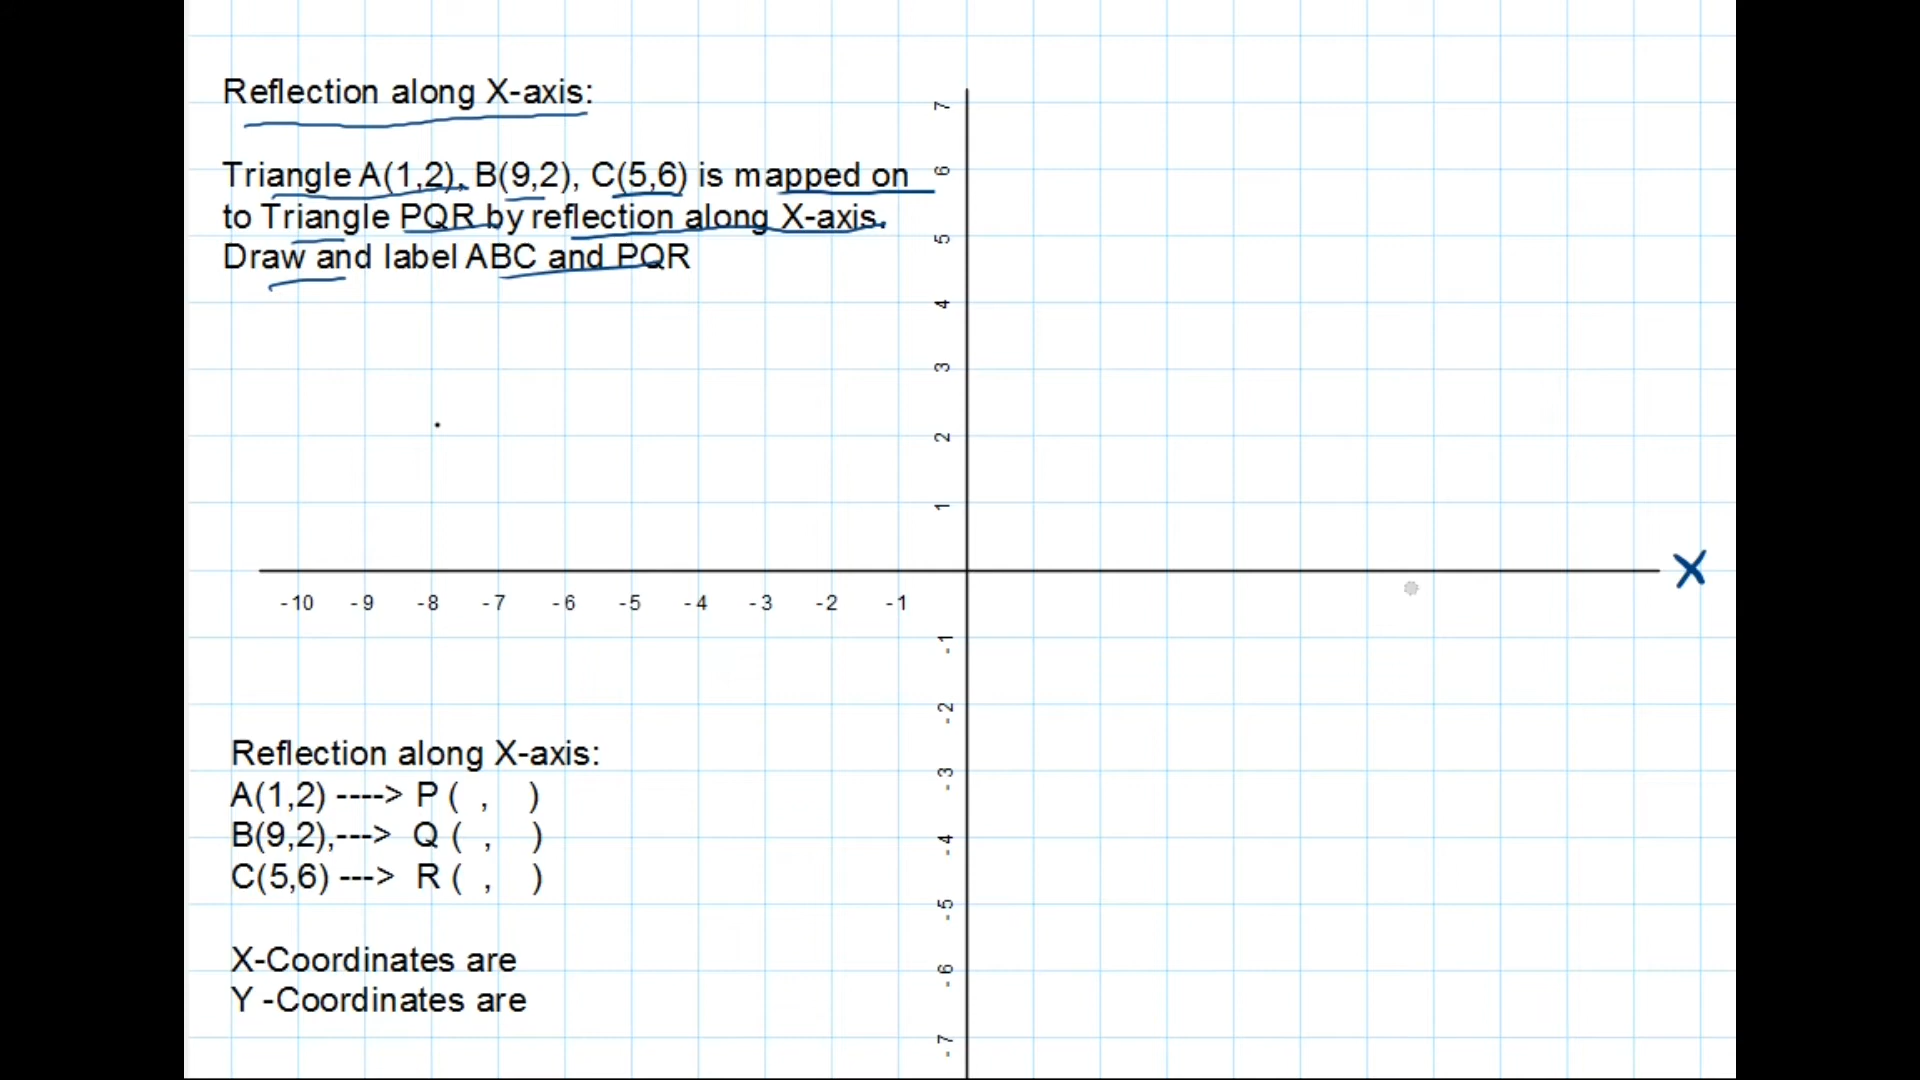 Reflection along X-axis:
Triangle A(1,2), B(9,2), C(5,6) is mapped on
to Triangle PQR by reflection along X-axis.
Draw and label ABC and PQR
7
6
5
4
3
2
1
X
-10 -9 -8 -7 -6 -5 -4 -3 -2 -1
-1
-2
-3
-4
-5
-6
-7
Reflection along X-axis:
A(1,2) ----> P ( , )
B(9,2),---> Q ( , )
C(5,6) ---> R ( , )
X-Coordinates are
Y -Coordinates are